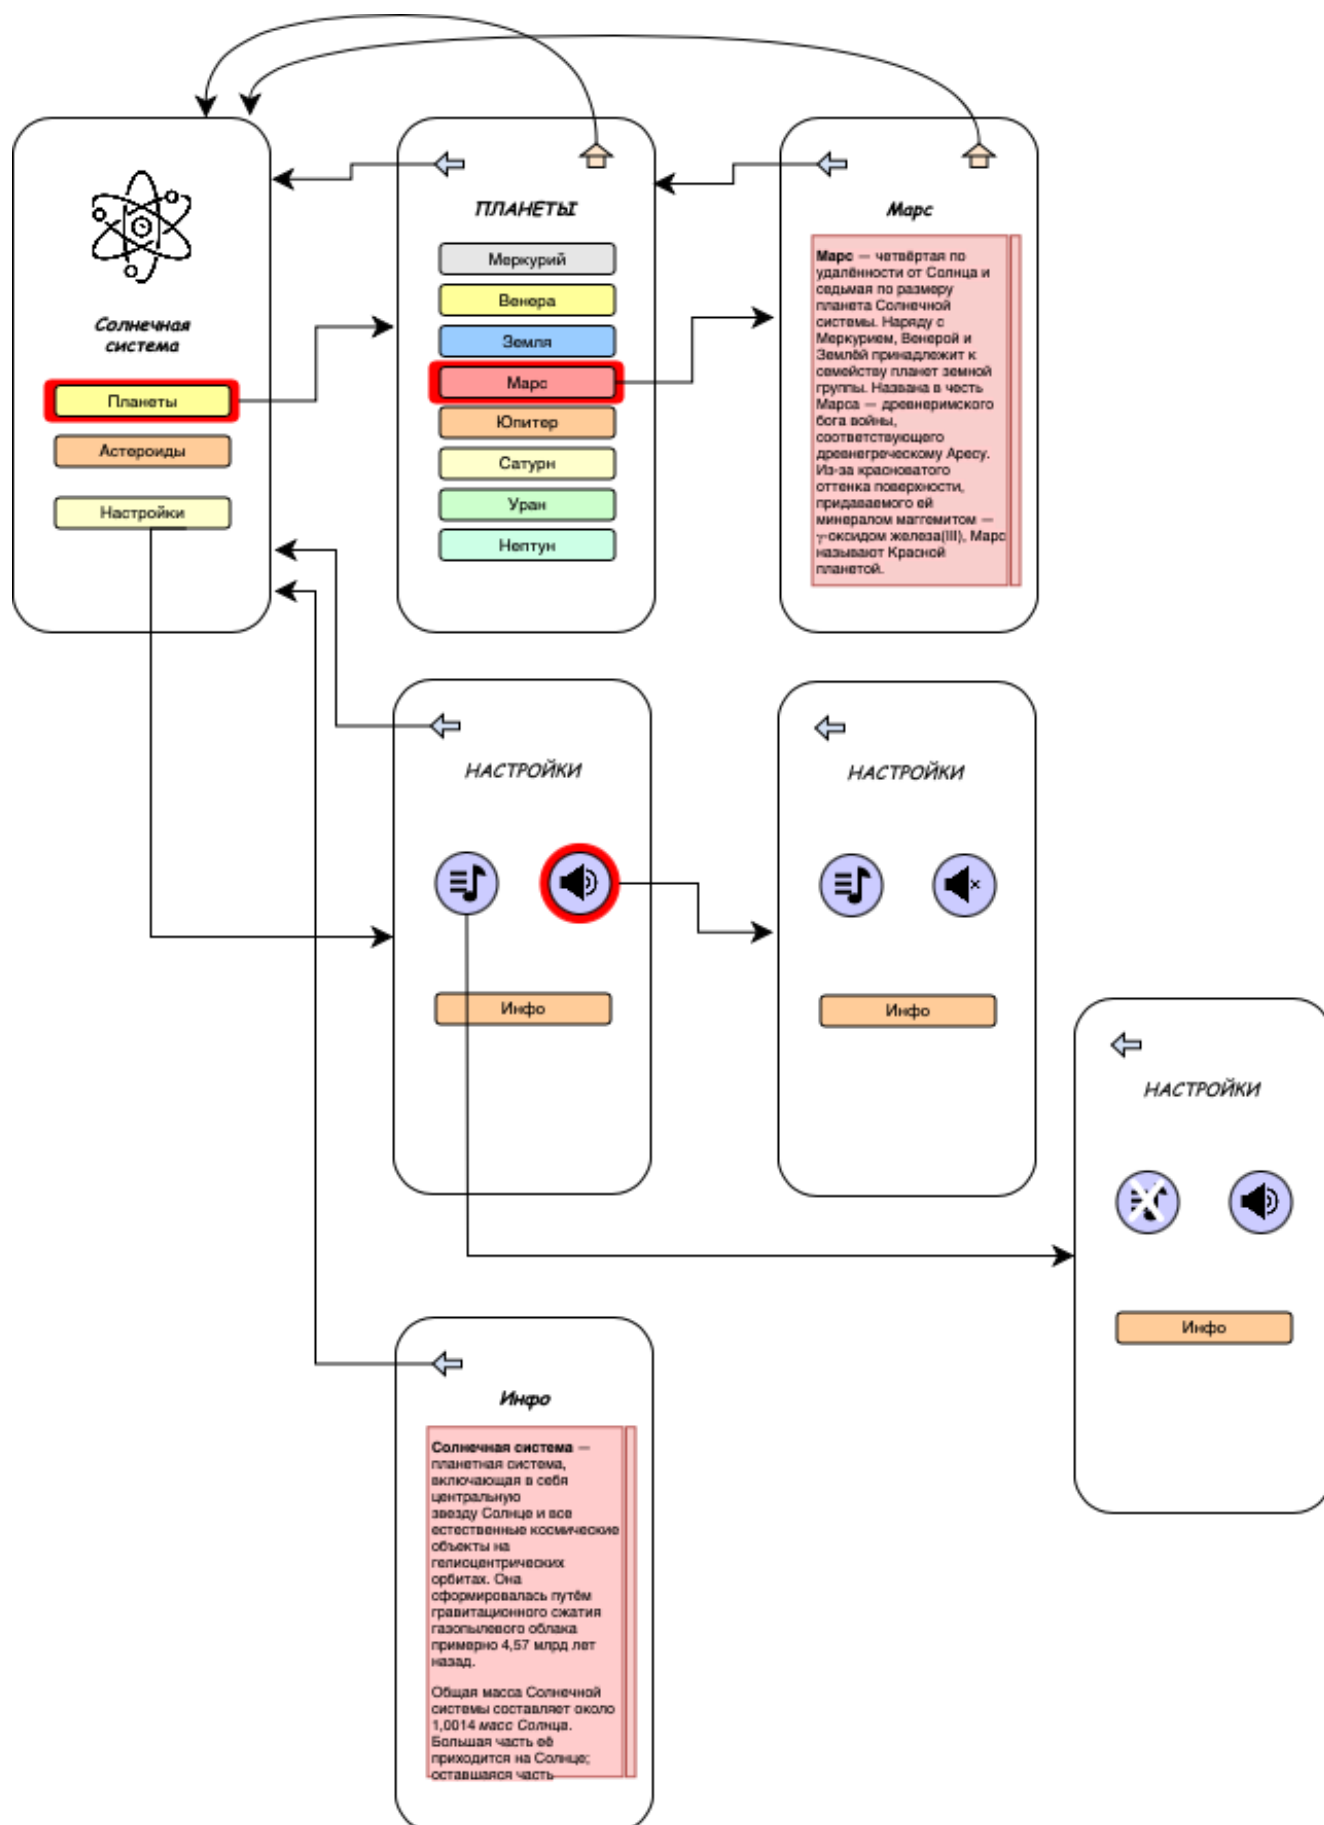 Солнечная
система
Планеты
Астероиды
Настройки
ПЛАНЕТЫ
Меркурий
Венера
Земля
Марс
Юпитер
Сатурн
Уран
Нептун
Марс
Марс — четвёртая по
удалённости от Солнца и
седьмая по размеру
планета Солнечной
системы. Наряду с
Меркурием, Венерой и
Землёй принадлежит к
семейству планет земной
группы. Названа в честь
Марса — древнеримского
бога войны,
соответствующего
древнегреческому Аресу.
Из-за красноватого
оттенка поверхности,
придаваемого ей
минералом маггемитом —
γ-оксидом железа(III), Марс
называют Красной
планетой.
НАСТРОЙКИ
Инфо
НАСТРОЙКИ
Инфо
НАСТРОЙКИ
Инфо
Инфо
Солнечная система —
планетная система,
включающая в себя
центральную
звезду Солнце и все
естественные космические
объекты на
гелиоцентрических
орбитах. Она
сформировалась путём
гравитационного сжатия
газопылевого облака
примерно 4,57 млрд лет
назад.
Общая масса Солнечной
системы составляет около
1,0014 масс Солнца.
Большая часть её
приходится на Солнце;
оставшаяся часть